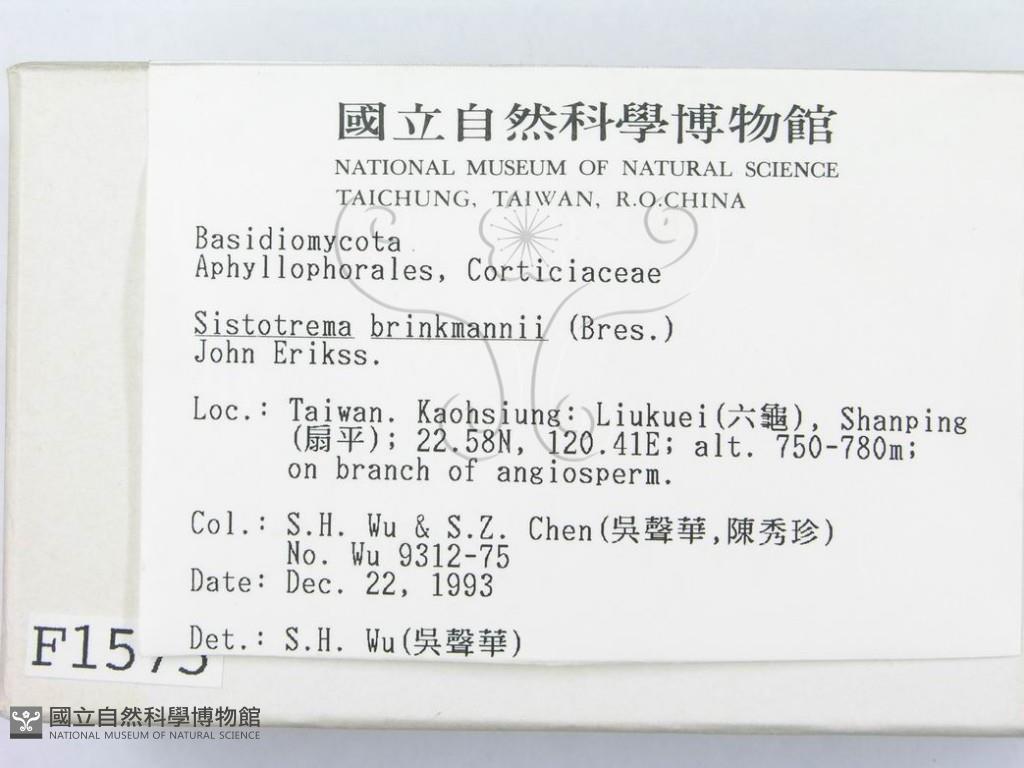 國立自然科學博物館
NATIONAL MUSEUM OF NATURAL SCIENCE
TAICHUNG, TAIWAN, R.O.CHINA
Basidiomycota
Aphyllophorales, Corticiaceae
Sistotrema brinkmannii (Bres.)
John Erikss.
Loc.: Taiwan. Kaohsiung: Liukuei(六龜), Shanping
(扇平); 22.58N, 120.41E; alt. 750-780m;
on branch of angiosperm.
Col.: S.H. Wu & S.Z. Chen(吳聲華,陳秀珍)
No. Wu 9312-75
Date: Dec. 22, 1993
Det.: S.H. Wu(吳聲華)
國立自然科學博物館
NATIONAL MUSEUM OF NATURAL SCIENCE